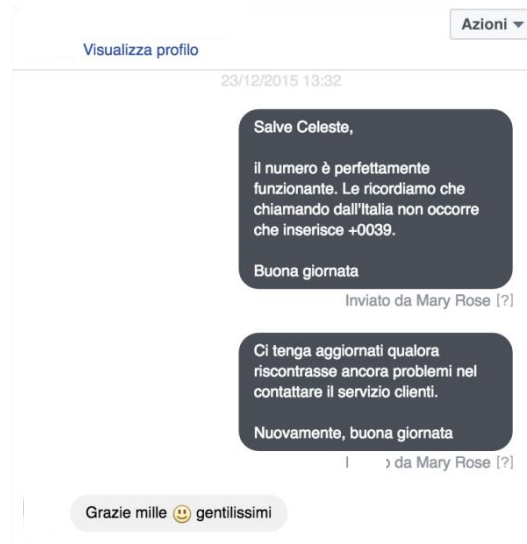 Azioni
Visualizza profilo
23/12/2015 13:32
Salve Celeste,
il numero è perfettamente
funzionante. Le ricordiamo che
chiamando dall'Italia non occorre
che inserisce +0039.
Buona giornata
Inviato da Mary Rose [?]
Ci tenga aggiornati qualora
riscontrasse ancora problemi nel
contattare il servizio clienti.
Nuovamente, buona giornata
da Mary Rose [?]
Grazie mille gentilissimi